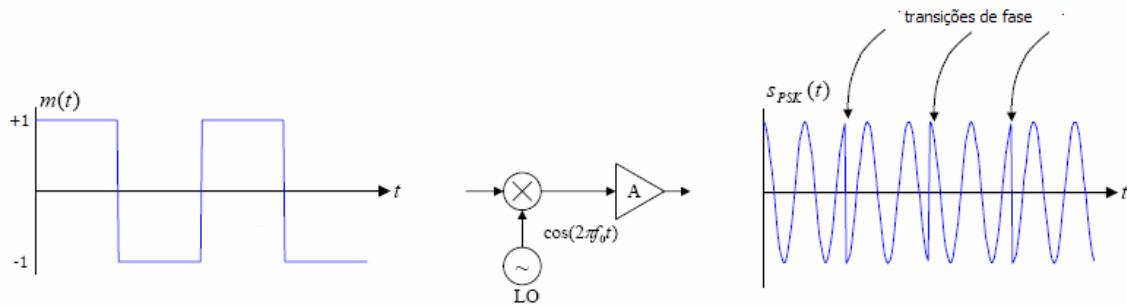 transições de fase
m(t)
+1
t
-1
A
cos(2πf₀t)
~
LO
s_PSK(t)
t